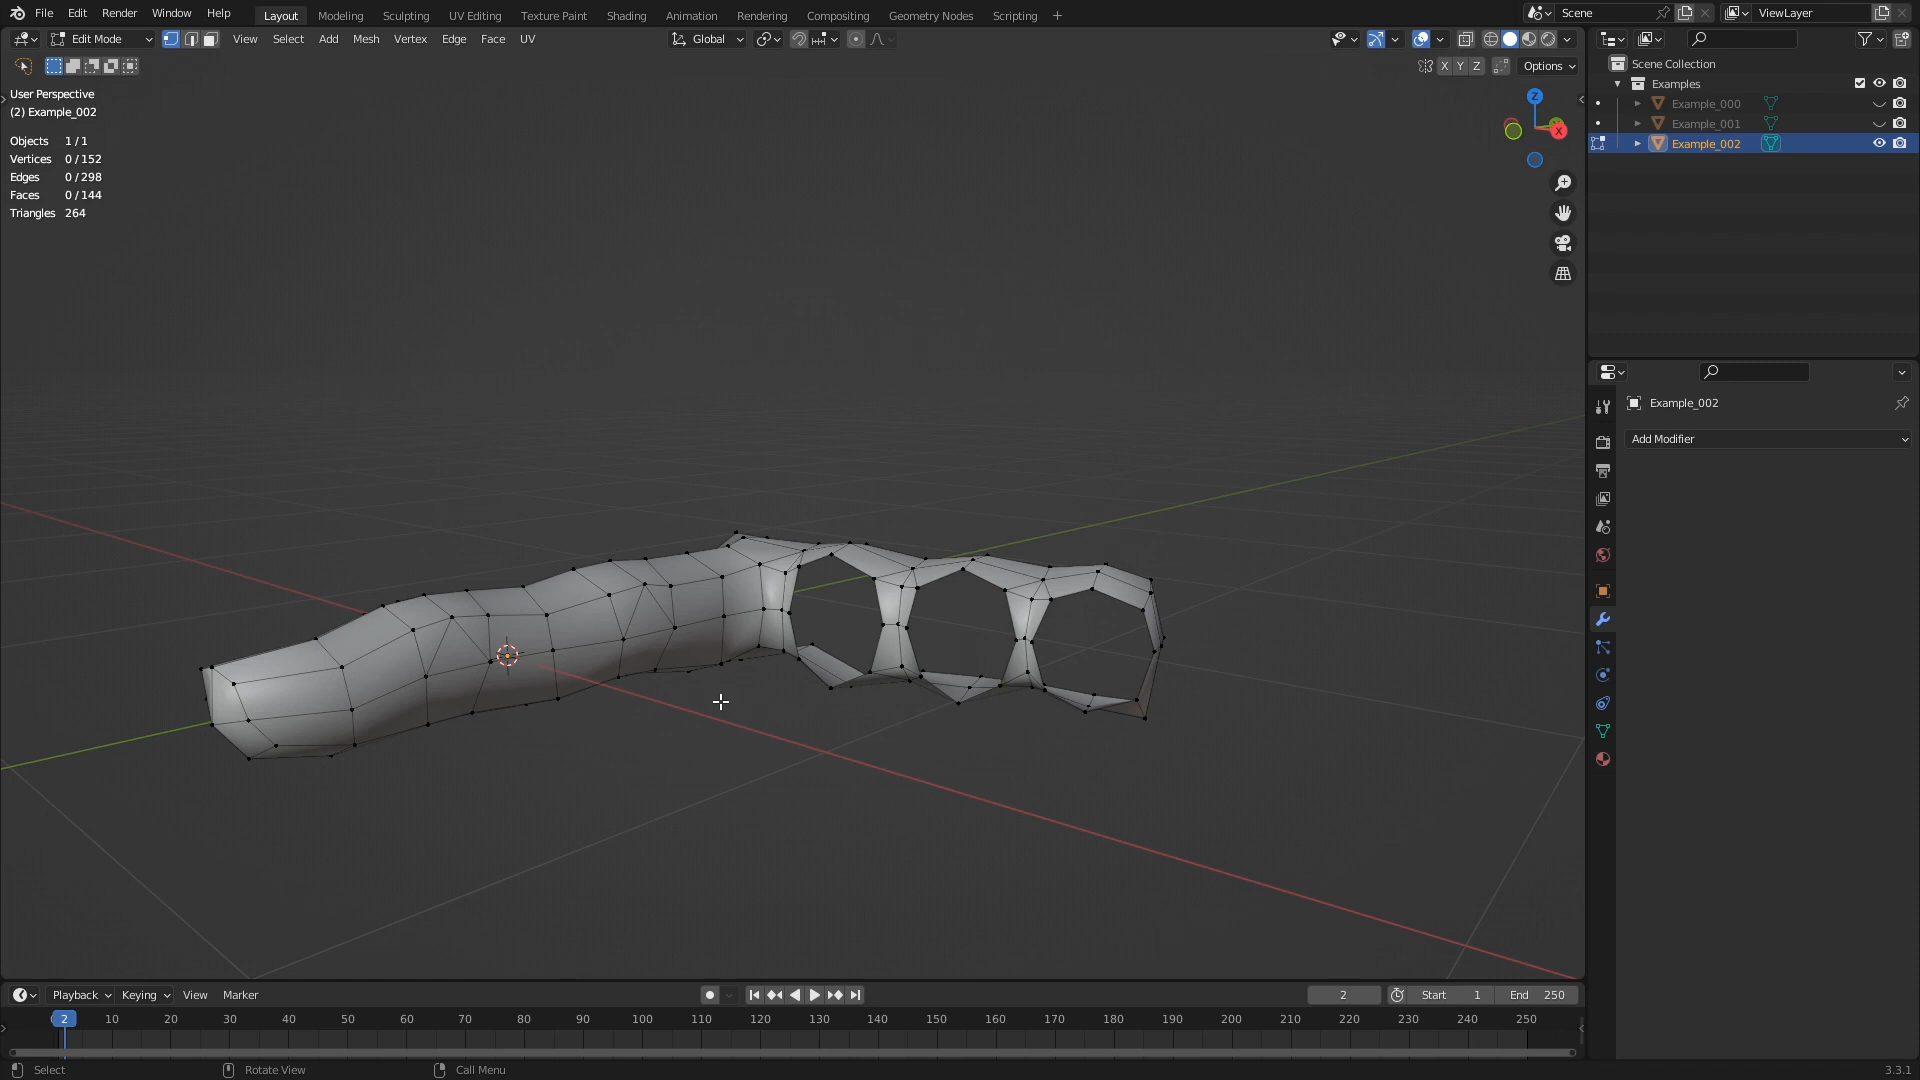 File Edit Render Window Help Layout Modeling Sculpting UV Editing Texture Paint Shading Animation Rendering Compositing Geometry Nodes Scripting + Scene ViewLayer
Edit Mode View Select Add Mesh Vertex Edge Face UV Global
X Y Z Options
User Perspective
(2) Example_002
Objects 1 / 1
Vertices 0 / 152
Edges 0 / 298
Faces 0 / 144
Triangles 264
Z
X
Scene Collection
Examples
Example_000
Example_001
Example_002
Example_002
Add Modifier
Playback Keying View Marker 2 Start 1 End 250
2 10 20 30 40 50 60 70 80 90 100 110 120 130 140 150 160 170 180 190 200 210 220 230 240 250
Select Rotate View Call Menu 3.3.1